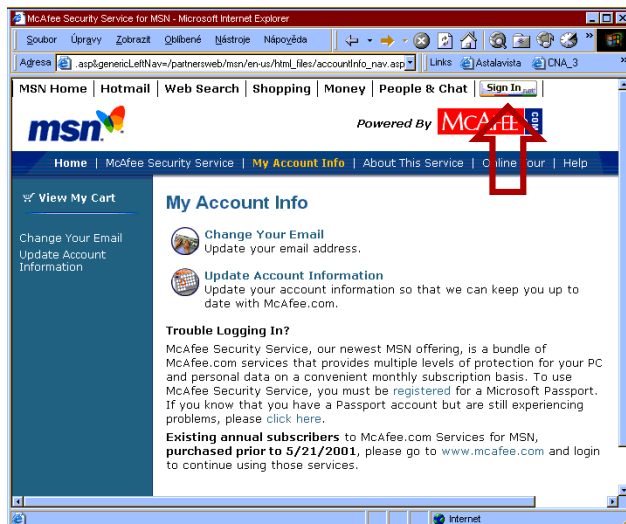 McAfee Security Service for MSN - Microsoft Internet Explorer
Soubor Úpravy Zobrazit Oblíbené Nástroje Nápověda »
Adresa .asp&genericLeftNav=/partnersweb/msn/en-us/html_files/accountInfo_nav.asp Links Astalavista CNA_3 »
MSN Home | Hotmail | Web Search | Shopping | Money | People & Chat | Sign In .net
msn Powered By McAfee .COM
Home | McAfee Security Service | My Account Info | About This Service | Online Tour | Help
View My Cart
Change Your Email
Update Account
Information
My Account Info
Change Your Email
Update your email address.
Update Account Information
Update your account information so that we can keep you up to
date with McAfee.com.
Trouble Logging In?
McAfee Security Service, our newest MSN offering, is a bundle of
McAfee.com services that provides multiple levels of protection for your PC
and personal data on a convenient monthly subscription basis. To use
McAfee Security Service, you must be registered for a Microsoft Passport.
If you know that you have a Passport account but are still experiencing
problems, please click here.
Existing annual subscribers to McAfee.com Services for MSN,
purchased prior to 5/21/2001, please go to www.mcafee.com and login
to continue using those services.
Internet